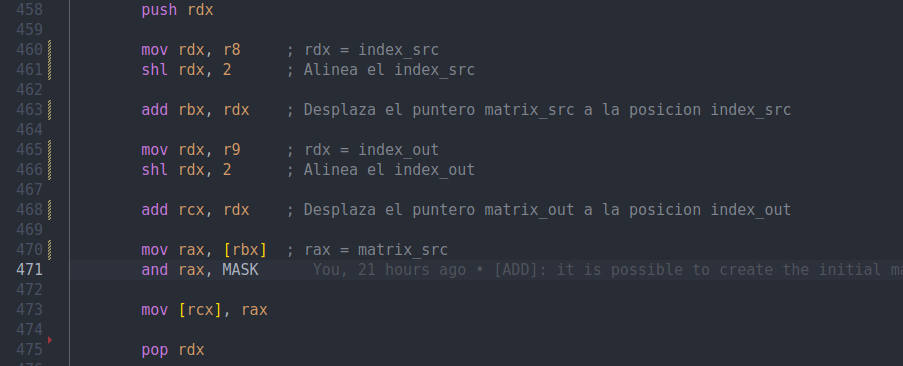 458 push rdx
459
460 mov rdx, r8 ; rdx = index_src
461 shl rdx, 2 ; Alinea el index_src
462
463 add rbx, rdx ; Desplaza el puntero matrix_src a la posicion index_src
464
465 mov rdx, r9 ; rdx = index_out
466 shl rdx, 2 ; Alinea el index_out
467
468 add rcx, rdx ; Desplaza el puntero matrix_out a la posicion index_out
469
470 mov rax, [rbx] ; rax = matrix_src
471 and rax, MASK You, 21 hours ago • [ADD]: it is possible to create the initial
472
473 mov [rcx], rax
474
475 pop rdx